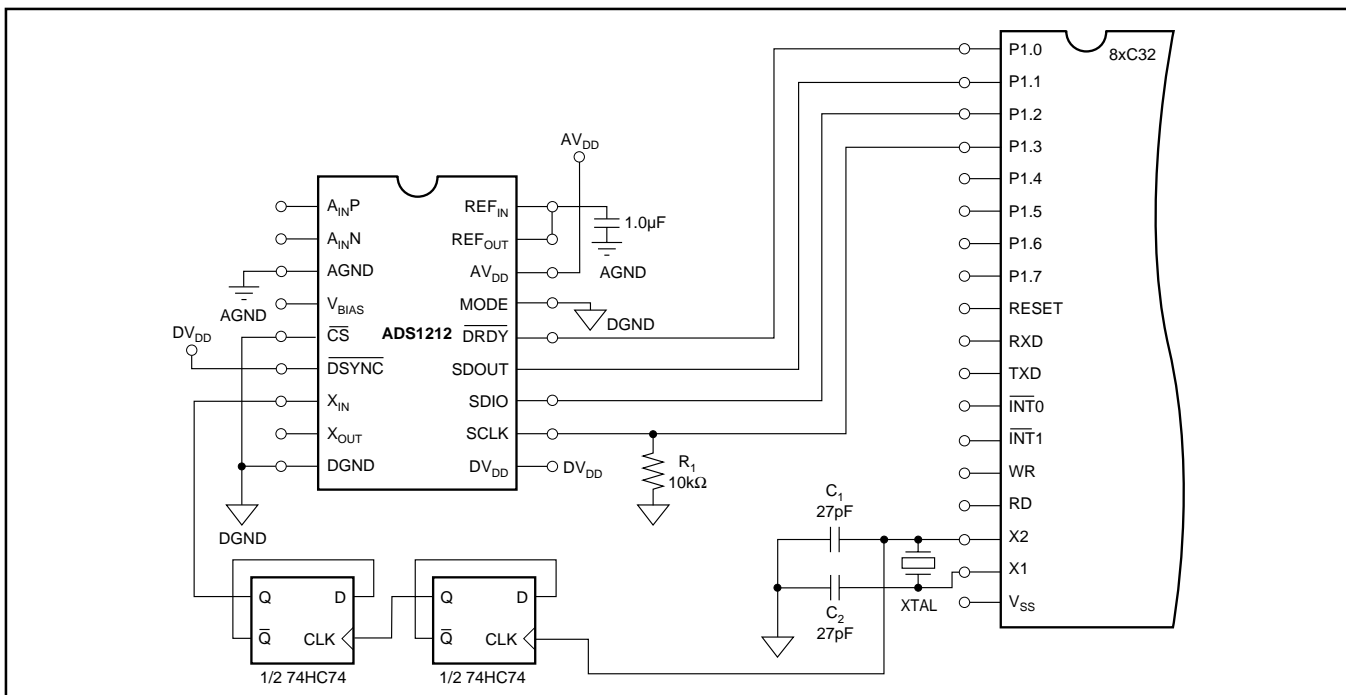 8xC32
P1.0
P1.1
P1.2
P1.3
P1.4
P1.5
P1.6
P1.7
RESET
RXD
TXD
INT0
INT1
WR
RD
X2
X1
VSS
AVDD
AINP
AINN
AGND
VBIAS
CS
DSYNC
XIN
XOUT
DGND
ADS1212
REFIN
REFOUT
AVDD
MODE
DRDY
SDOUT
SDIO
SCLK
DVDD
1.0µF
AGND
DGND
AGND
DVDD
DVDD
DGND
R1
10kΩ
C1
27pF
C2
27pF
XTAL
Q
D
Q
CLK
1/2 74HC74
Q
D
Q
CLK
1/2 74HC74